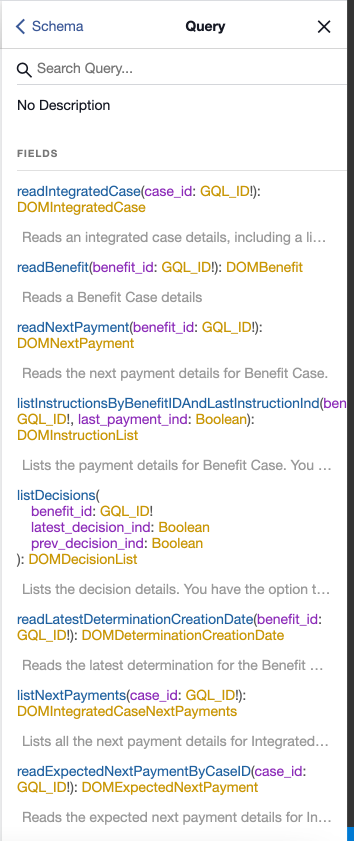 Schema
Query
Search Query...
No Description
FIELDS
readIntegratedCase(case_id: GQL_ID!):
DOMIntegratedCase
Reads an integrated case details, including a li…
readBenefit(benefit_id: GQL_ID!): DOMBenefit
Reads a Benefit Case details
readNextPayment(benefit_id: GQL_ID!):
DOMNextPayment
Reads the next payment details for Benefit Case.
listInstructionsByBenefitIDAndLastInstructionInd(ben
GQL_ID!, last_payment_ind: Boolean):
DOMInstructionList
Lists the payment details for Benefit Case. You …
listDecisions(
benefit_id: GQL_ID!
latest_decision_ind: Boolean
prev_decision_ind: Boolean
): DOMDecisionList
Lists the decision details. You have the option t…
readLatestDeterminationCreationDate(benefit_id:
GQL_ID!): DOMDeterminationCreationDate
Reads the latest determination for the Benefit …
listNextPayments(case_id: GQL_ID!):
DOMIntegratedCaseNextPayments
Lists all the next payment details for Integrated…
readExpectedNextPaymentByCaseID(case_id:
GQL_ID!): DOMExpectedNextPayment
Reads the expected next payment details for In…